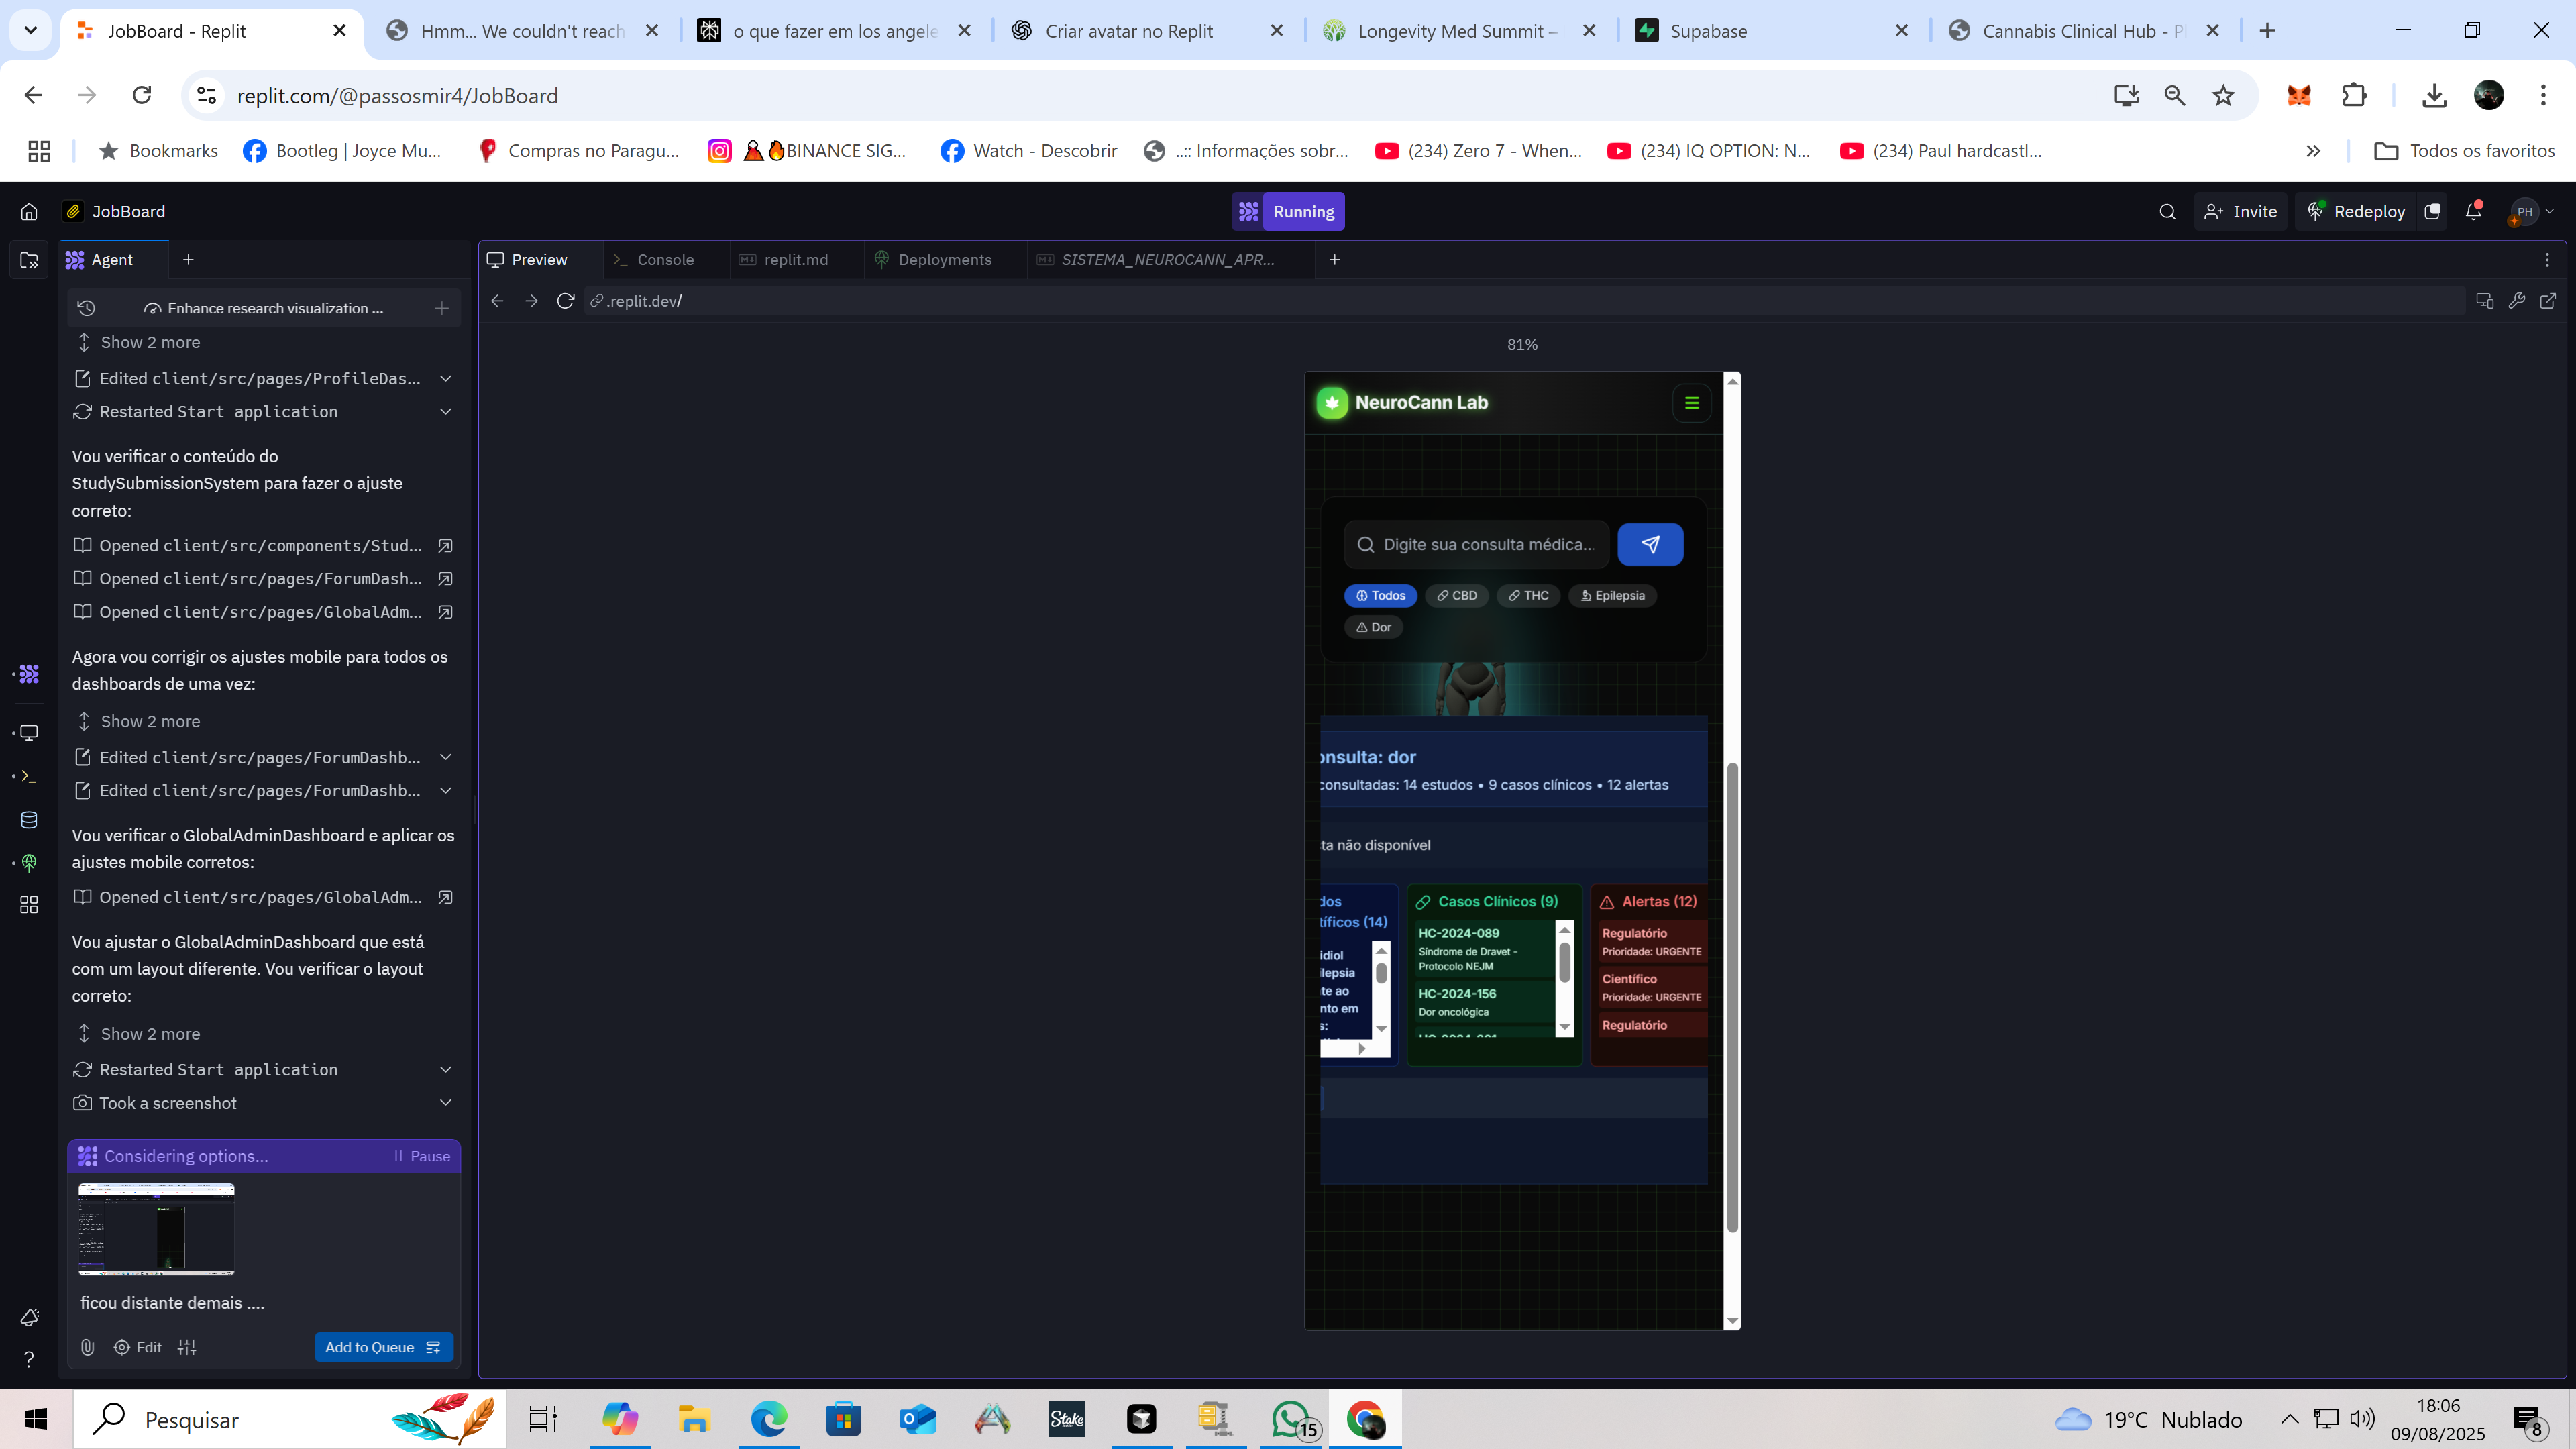 JobBoard - Replit
Hmm... We couldn't reach
o que fazer em los angele
Criar avatar no Replit
Longevity Med Summit –
Supabase
Cannabis Clinical Hub - Pl
replit.com/@passosmir4/JobBoard
Bookmarks
Bootleg | Joyce Mu...
Compras no Paragu...
BINANCE SIG...
Watch - Descobrir
..:: Informações sobr...
(234) Zero 7 - When...
(234) IQ OPTION: N...
(234) Paul hardcastl...
Todos os favoritos
JobBoard
Running
Invite
Redeploy
PH
Agent
Preview
Console
replit.md
Deployments
SISTEMA_NEUROCANN_APR...
Enhance research visualization ...
.replit.dev/
Show 2 more
81%
Edited client/src/pages/ProfileDas...
Restarted Start application
Vou verificar o conteúdo do
StudySubmissionSystem para fazer o ajuste
correto:
Opened client/src/components/Stud...
Opened client/src/pages/ForumDash...
Opened client/src/pages/GlobalAdm...
Agora vou corrigir os ajustes mobile para todos os
dashboards de uma vez:
Show 2 more
Edited client/src/pages/ForumDashb...
Edited client/src/pages/ForumDashb...
Vou verificar o GlobalAdminDashboard e aplicar os
ajustes mobile corretos:
Opened client/src/pages/GlobalAdm...
Vou ajustar o GlobalAdminDashboard que está
com um layout diferente. Vou verificar o layout
correto:
Show 2 more
Restarted Start application
Took a screenshot
Considering options...
Pause
ficou distante demais ....
Edit
Add to Queue
NeuroCann Lab
Digite sua consulta médica...
Todos
CBD
THC
Epilepsia
Dor
onsulta: dor
consultadas: 14 estudos • 9 casos clínicos • 12 alertas
ta não disponível
dos
tíficos (14)
idiol
ilepsia
te ao
nto em
s:
Casos Clínicos (9)
HC-2024-089
Síndrome de Dravet -
Protocolo NEJM
HC-2024-156
Dor oncológica
Alertas (12)
Regulatório
Prioridade: URGENTE
Científico
Prioridade: URGENTE
Regulatório
Pesquisar
Stake
15
19°C Nublado
18:06
09/08/2025
8